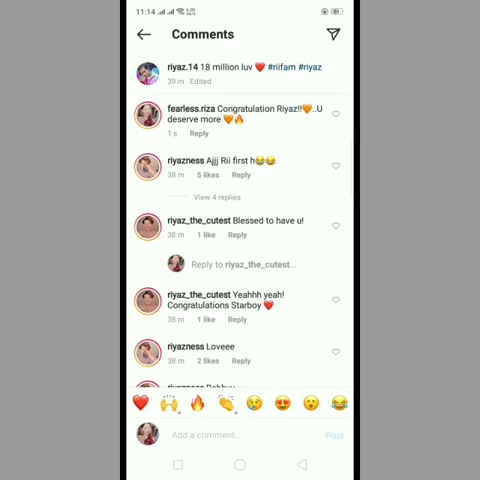 11:14
Comments
riyaz.14 18 million luv ❤️ #riifam #riyaz
39 m · Edited
fearless.riza Congratulation Riyaz!!🧡..U
deserve more 🧡🔥
1 s Reply
riyazness Ajjj Rii first h😭😂
38 m 5 likes Reply
View 4 replies
riyaz_the_cutest Blessed to have u!
38 m 1 like Reply
Reply to riyaz_the_cutest...
riyaz_the_cutest Yeahhh yeah!
Congratulations Starboy ❤️
38 m 1 like Reply
riyazness Loveee
38 m 2 likes Reply
riyazness
❤️ 🙌 🔥 👏 😢 😍 😮 😂
Add a comment... Post